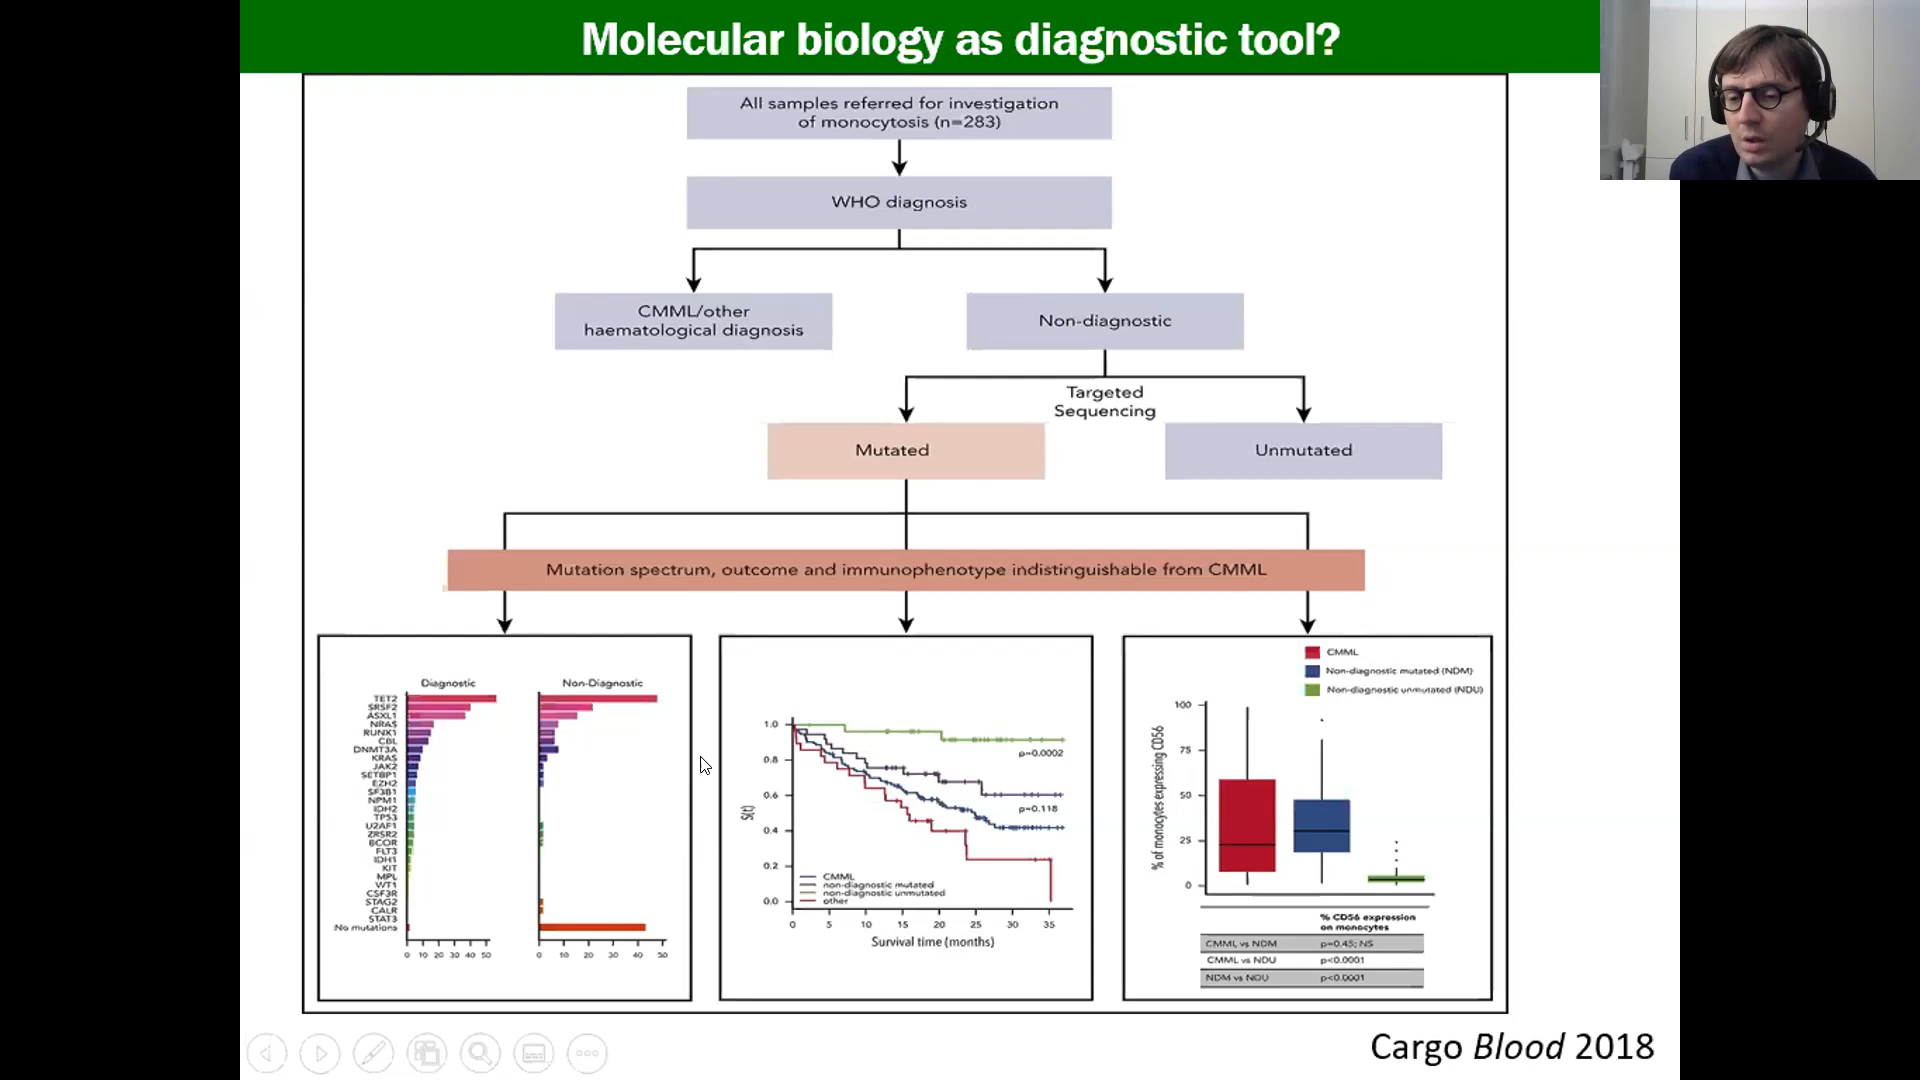 Molecular biology as diagnostic tool?
All samples referred for investigation
of monocytosis (n=283)
WHO diagnosis
CMML/other
haematological diagnosis
Non-diagnostic
Targeted
Sequencing
Mutated
Unmutated
Mutation spectrum, outcome and immunophenotype indistinguishable from CMML
Diagnostic
Non-Diagnostic
TET2
SRSF2
ASXL1
NRAS
RUNX1
CBL
DNMT3A
KRAS
JAK2
SETBP1
EZH2
SF3B1
NPM1
IDH2
TP53
U2AF1
ZRSR2
BCOR
FLT3
IDH1
KIT
MPL
WT1
CSF3R
STAG2
CALR
STAT3
No mutations
0 10 20 30 40 50
0 10 20 30 40 50
1.0
0.8
0.6
0.4
0.2
0.0
S(t)
p=0.0002
p=0.118
CMML
non-diagnostic mutated
non-diagnostic unmutated
other
0 5 10 15 20 25 30 35
Survival time (months)
CMML
Non-diagnostic mutated (NDM)
Non-diagnostic unmutated (NDU)
% of monocytes expressing CD56
100
75
50
25
0
% CD56 expression
on monocytes
CMML vs NDM p=0.45; NS
CMML vs NDU p<0.0001
NDM vs NDU p<0.0001
Cargo Blood 2018